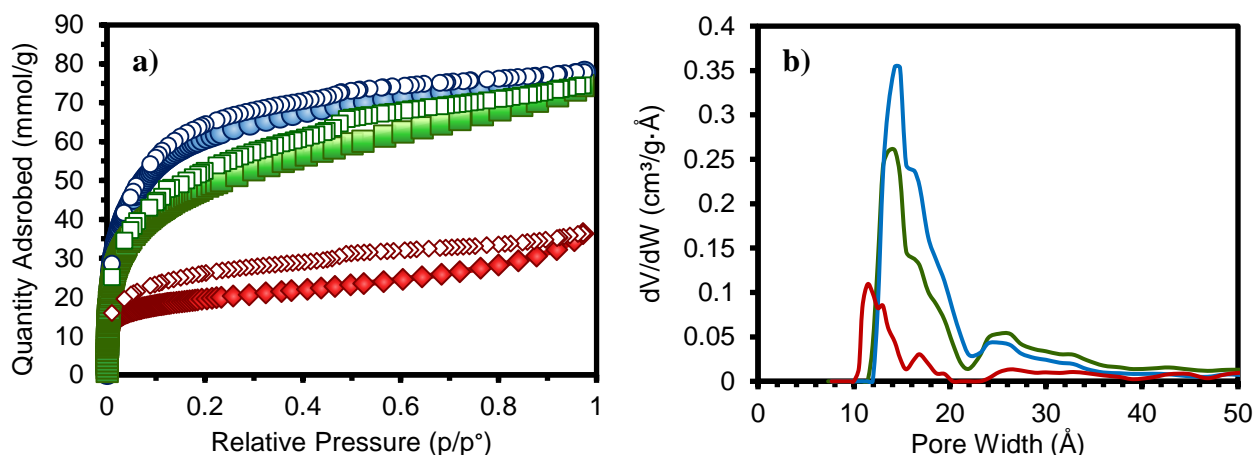 a)
Quantity Adsrobed (mmol/g)
90
80
70
60
50
40
30
20
10
0
0 0.2 0.4 0.6 0.8 1
Relative Pressure (p/p°)
b)
dV/dW (cm³/g·Å)
0.4
0.35
0.3
0.25
0.2
0.15
0.1
0.05
0
0 10 20 30 40 50
Pore Width (Å)